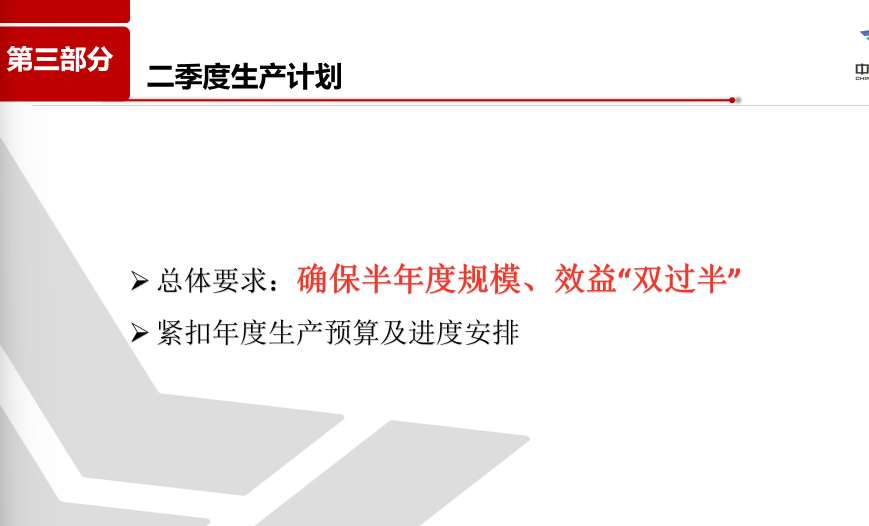 第三部分
二季度生产计划
中
总体要求：确保半年度规模、效益“双过半”
紧扣年度生产预算及进度安排